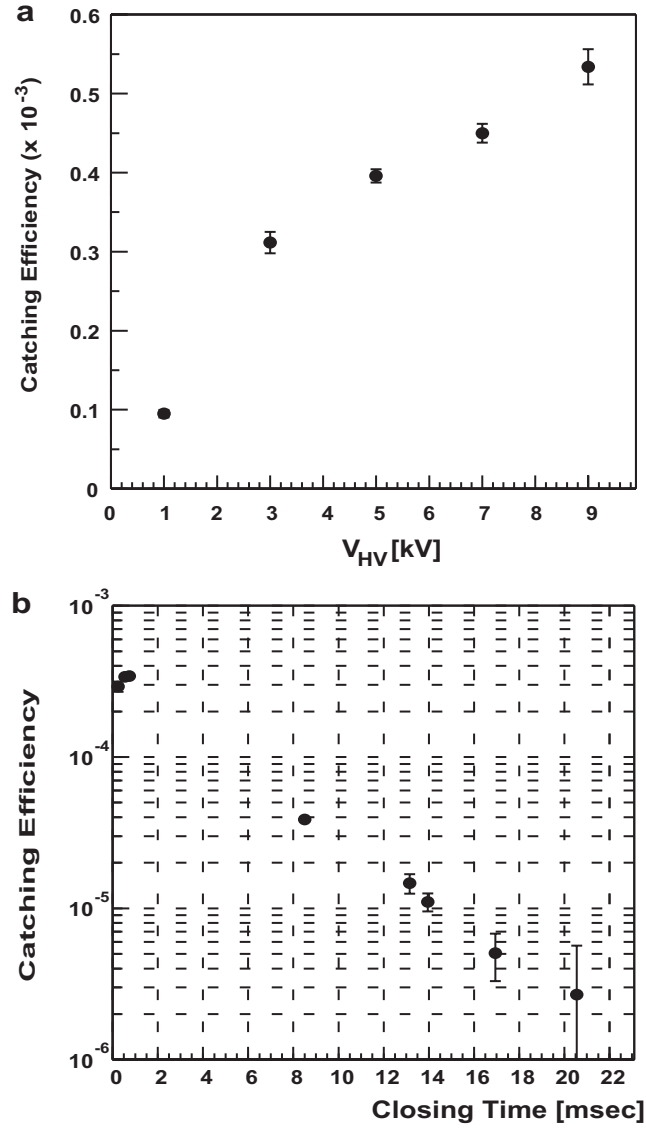 a
Catching Efficiency (x 10⁻³)
0.6
0.5
0.4
0.3
0.2
0.1
0
0 1 2 3 4 5 6 7 8 9
V_HV [kV]
b
Catching Efficiency
10⁻³
10⁻⁴
10⁻⁵
10⁻⁶
0 2 4 6 8 10 12 14 16 18 20 22
Closing Time [msec]